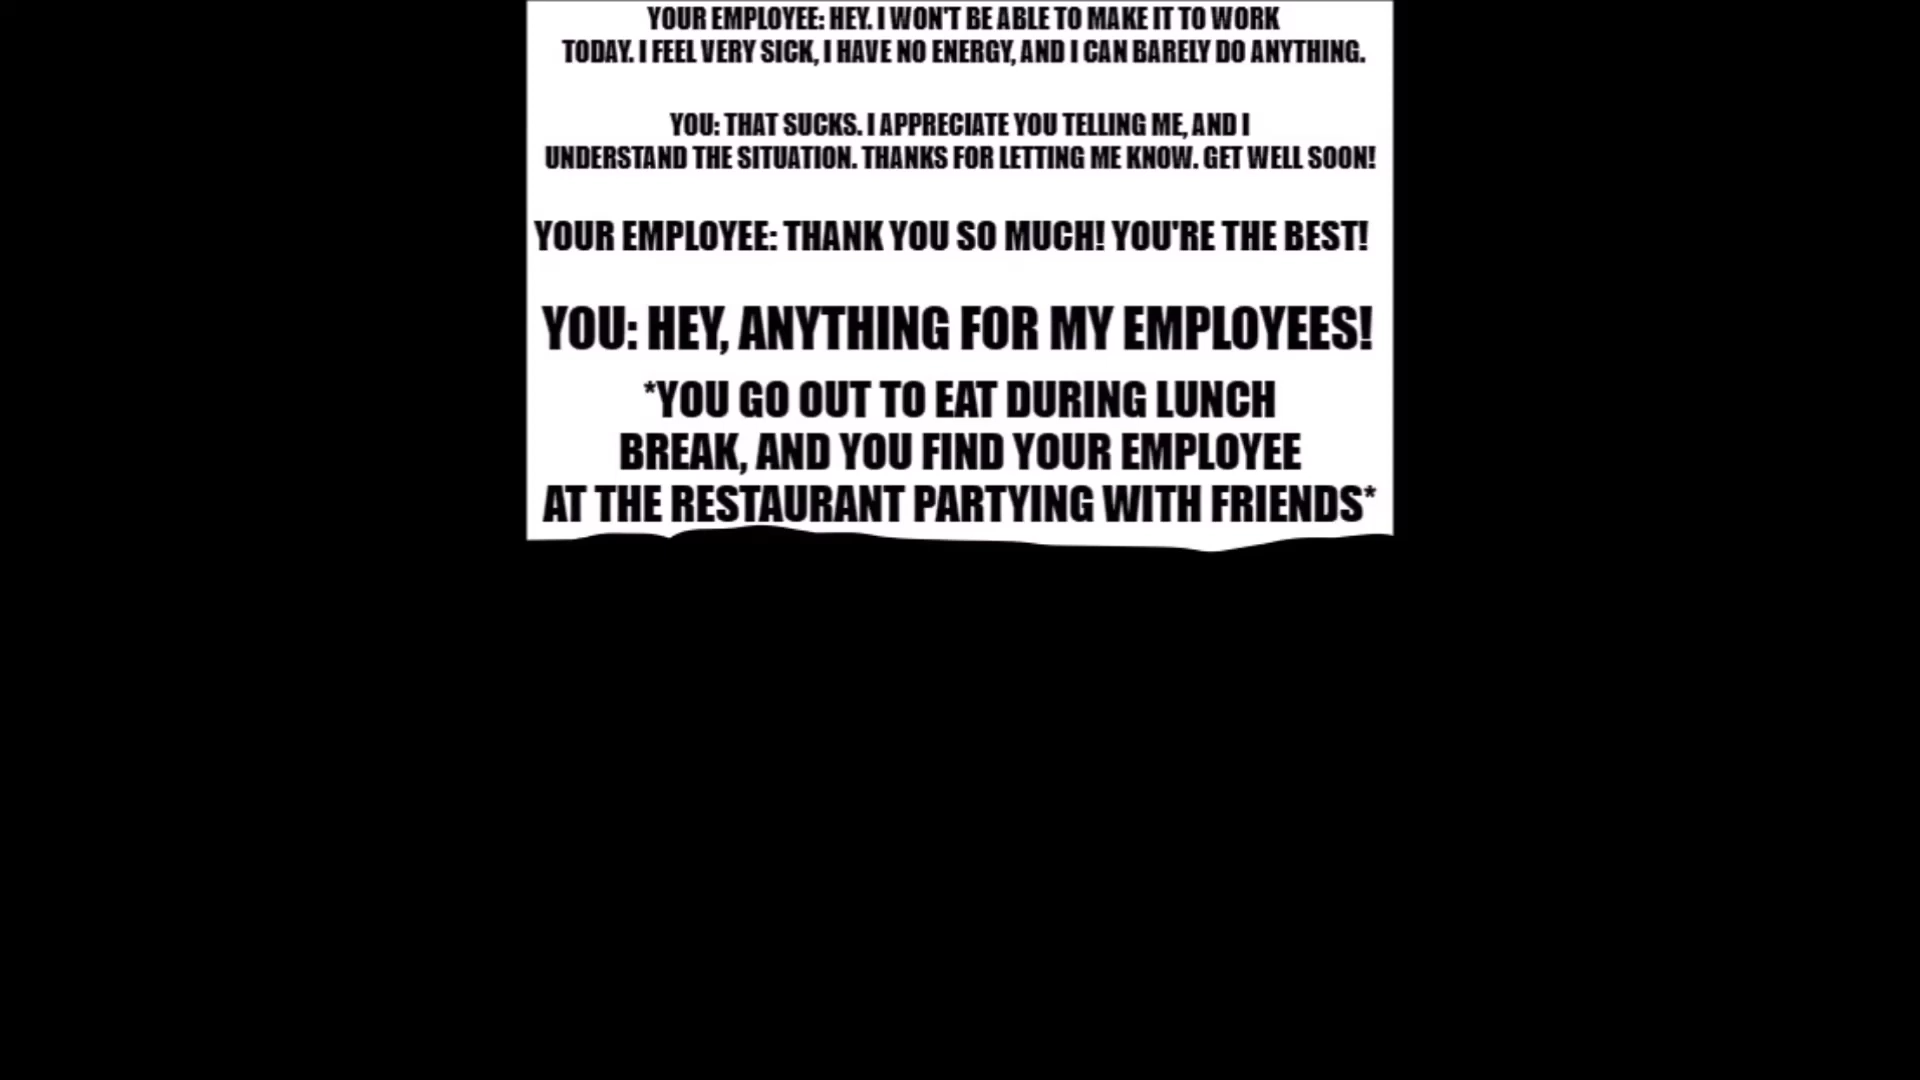 YOUR EMPLOYEE: HEY. I WON'T BE ABLE TO MAKE IT TO WORK
TODAY. I FEEL VERY SICK, I HAVE NO ENERGY, AND I CAN BARELY DO ANYTHING.
YOU: THAT SUCKS. I APPRECIATE YOU TELLING ME, AND I
UNDERSTAND THE SITUATION. THANKS FOR LETTING ME KNOW. GET WELL SOON!
YOUR EMPLOYEE: THANK YOU SO MUCH! YOU'RE THE BEST!
YOU: HEY, ANYTHING FOR MY EMPLOYEES!
*YOU GO OUT TO EAT DURING LUNCH
BREAK, AND YOU FIND YOUR EMPLOYEE
AT THE RESTAURANT PARTYING WITH FRIENDS*